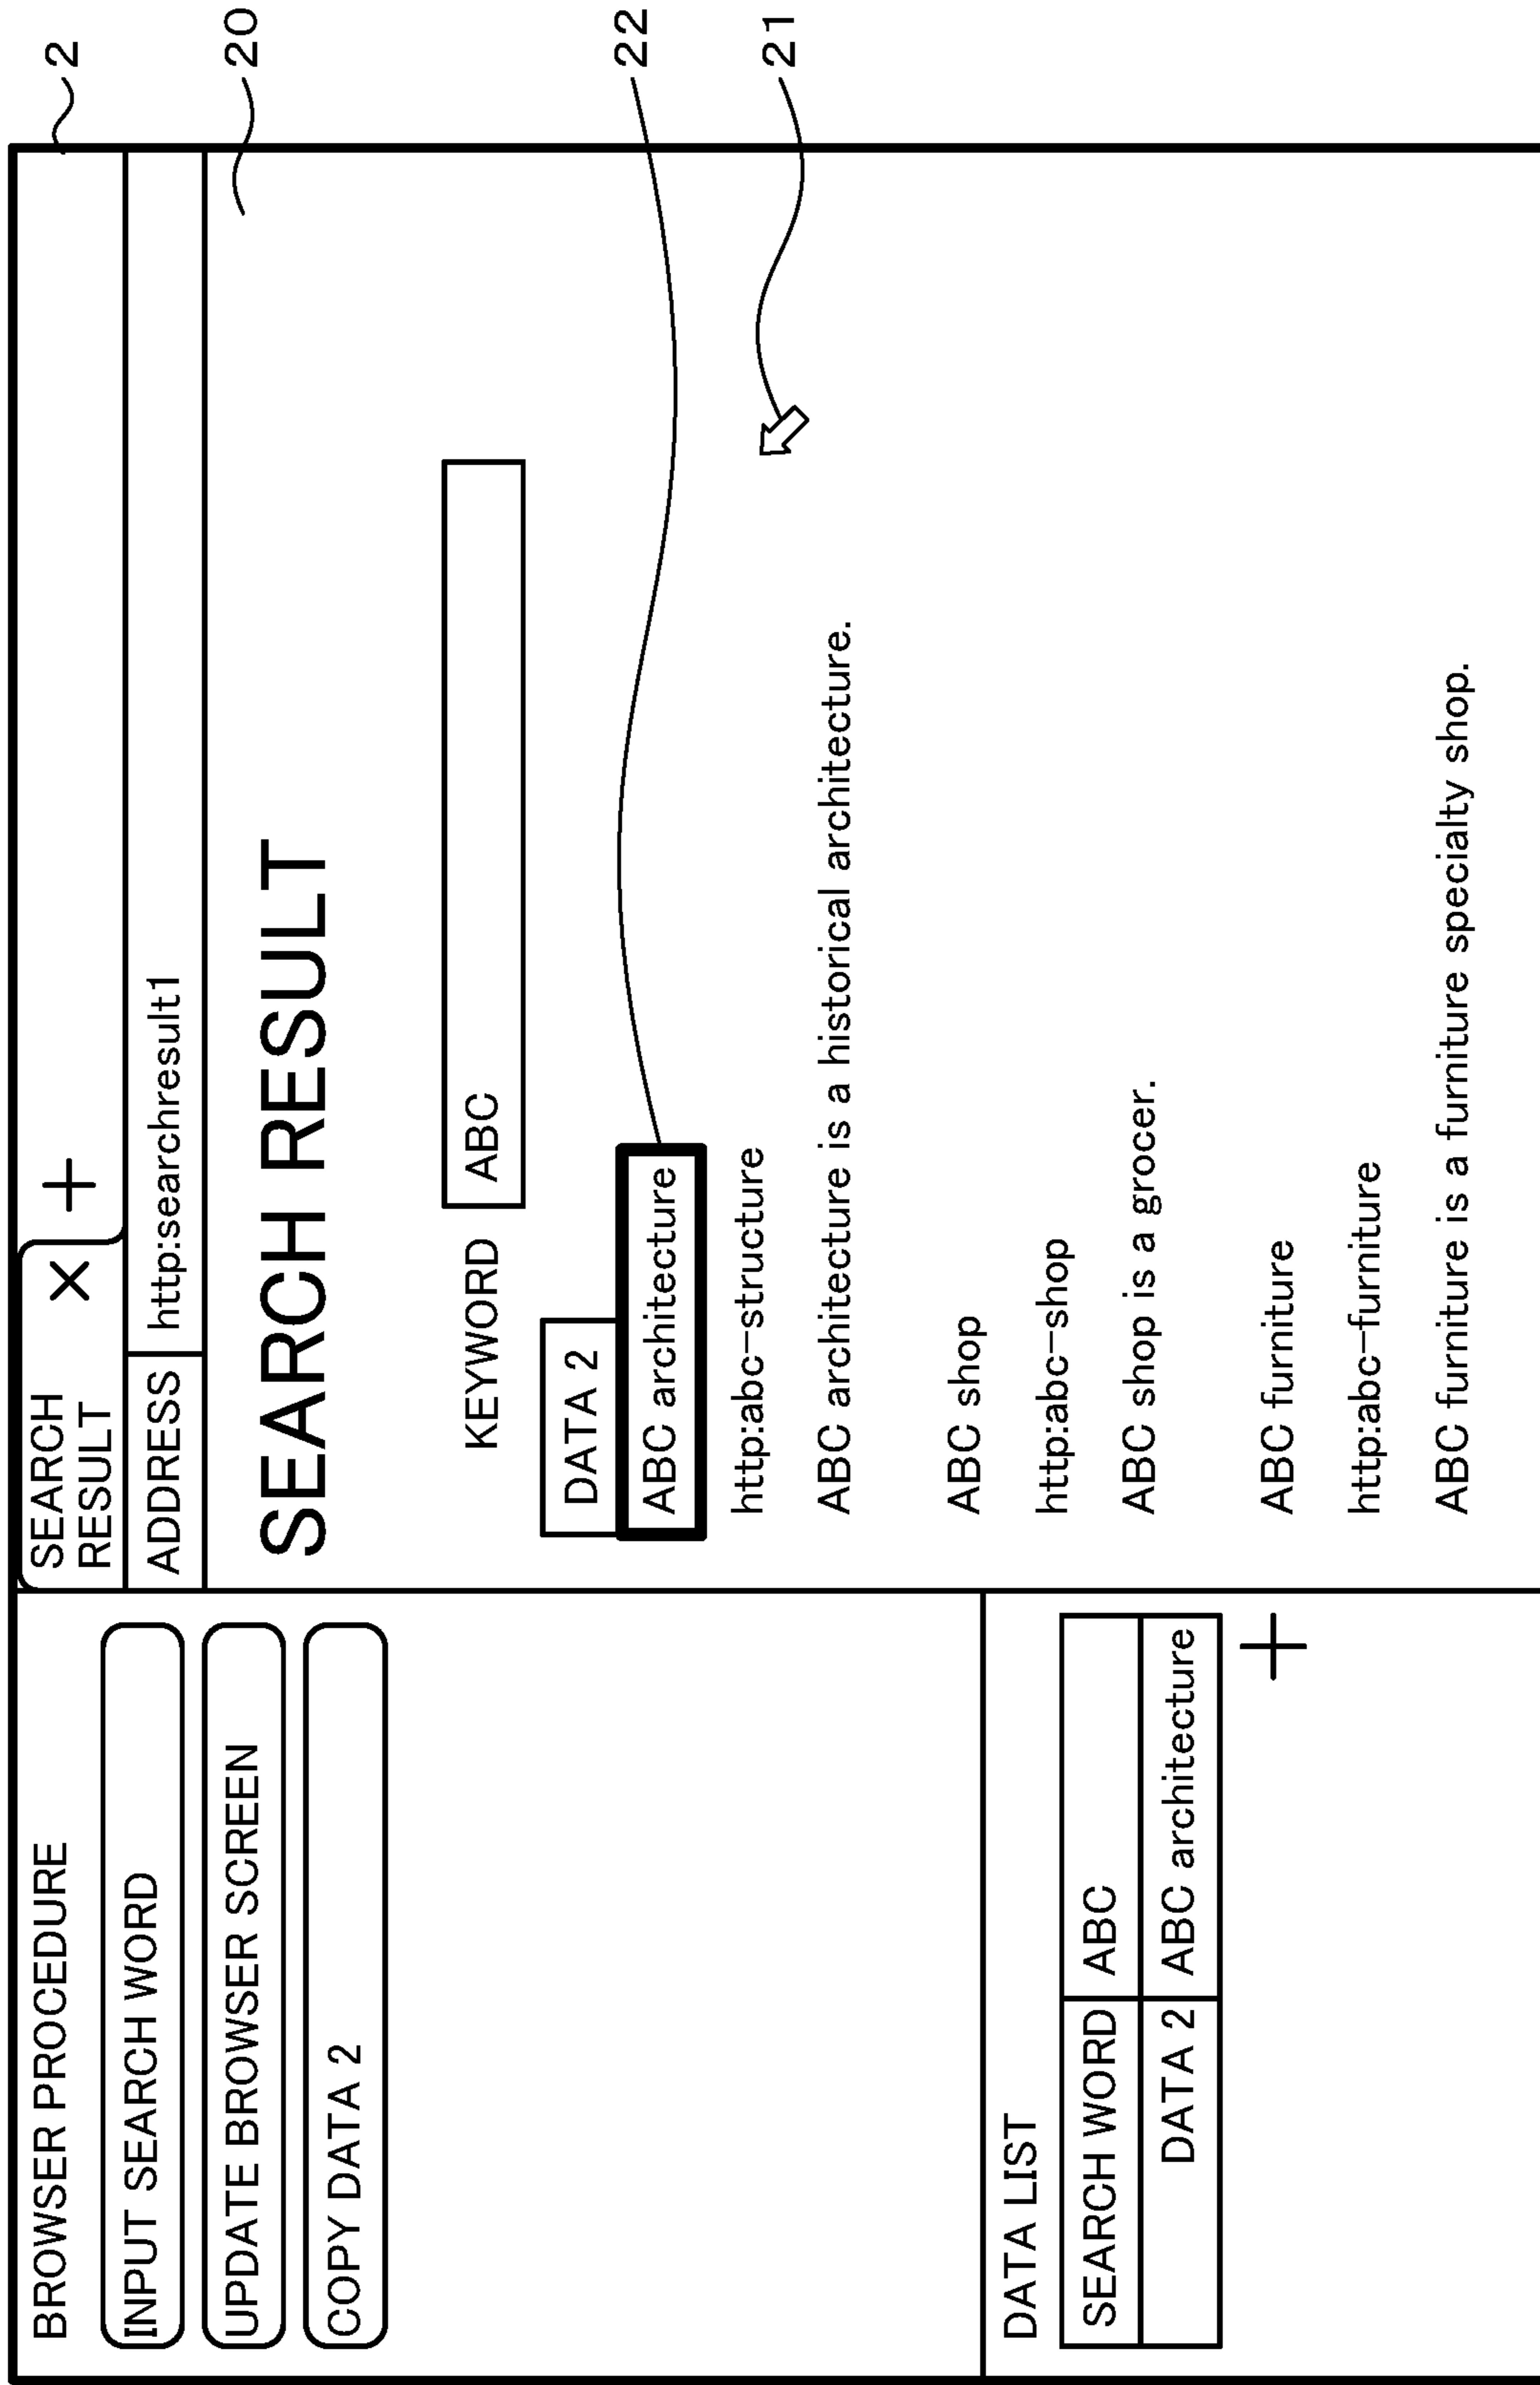 BROWSER PROCEDURE
INPUT SEARCH WORD
UPDATE BROWSER SCREEN
COPY DATA 2
DATA LIST
SEARCH WORD ABC
DATA 2 ABC architecture
+
SEARCH
RESULT × +
ADDRESS http:searchresult1
SEARCH RESULT
KEYWORD ABC
DATA 2
ABC architecture
http:abc-structure
ABC architecture is a historical architecture.
ABC shop
http:abc-shop
ABC shop is a grocer.
ABC furniture
http:abc-furniture
ABC furniture is a furniture specialty shop.
2
20
22
21